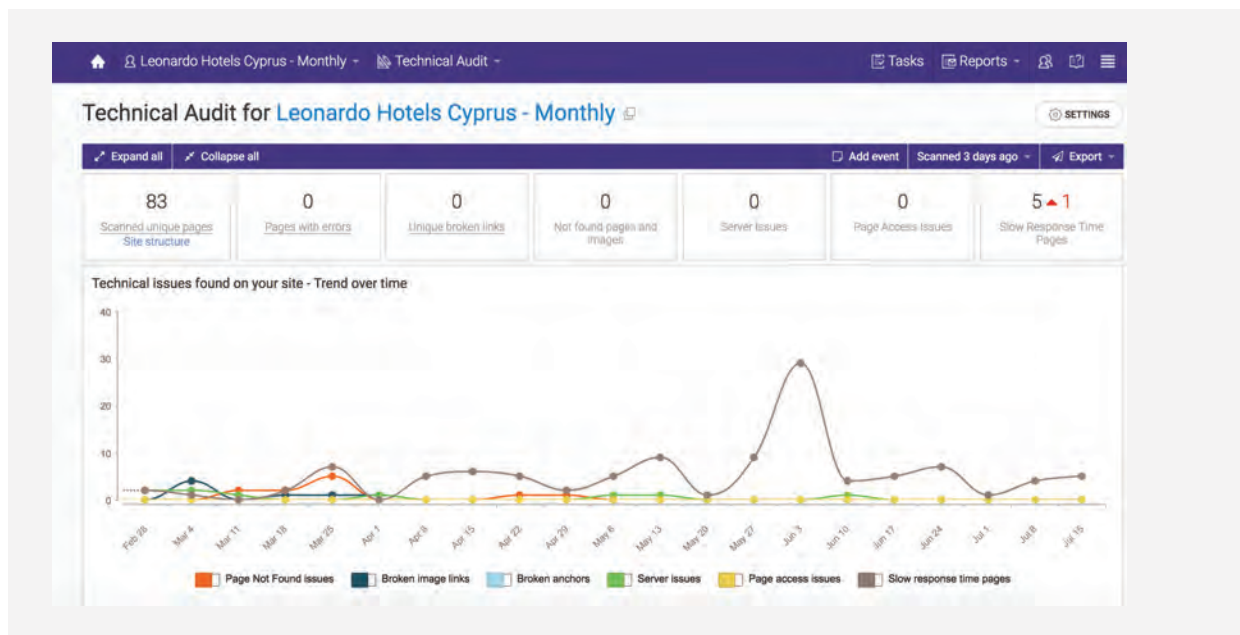 Leonardo Hotels Cyprus - Monthly Technical Audit Tasks Reports
Technical Audit for Leonardo Hotels Cyprus - Monthly SETTINGS
Expand all Collapse all Add event Scanned 3 days ago Export
83 0 0 0 0 0 5 ▲ 1
Scanned unique pages Pages with errors Unique broken links Not found pages and Server Issues Page Access Issues Slow Response Time
Site structure images Pages
Technical issues found on your site - Trend over time
40
30
20
10
0
Feb 28 Mar 4 Mar 11 Mar 18 Mar 25 Apr 1 Apr 8 Apr 15 Apr 22 Apr 29 May 6 May 13 May 20 May 27 Jun 3 Jun 10 Jun 17 Jun 24 Jul 1 Jul 8 Jul 15
Page Not Found issues Broken image links Broken anchors Server issues Page access issues Slow response time pages